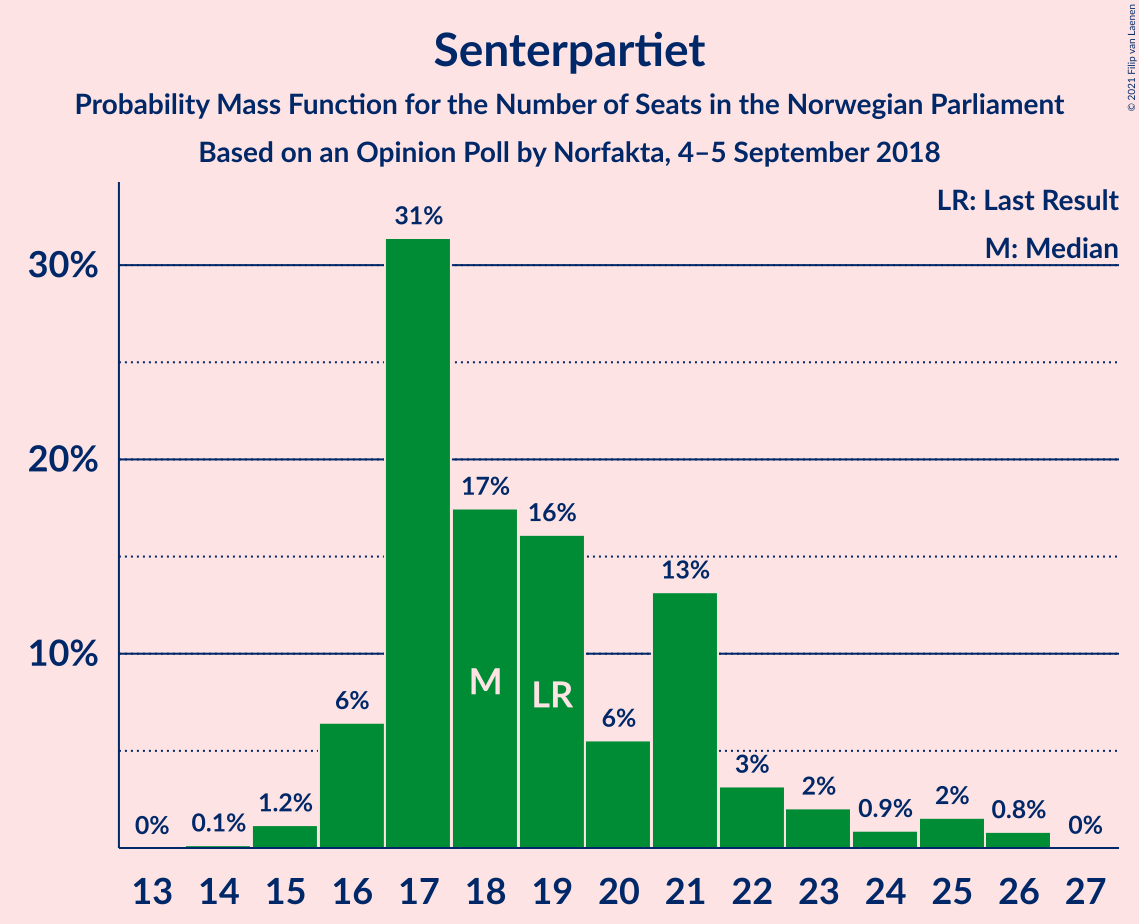 Senterpartiet
Probability Mass Function for the Number of Seats in the Norwegian Parliament
Based on an Opinion Poll by Norfakta, 4–5 September 2018
© 2021 Filip van Laenen
LR: Last Result
M: Median
30%
20%
10%
0% 0.1% 1.2% 6% 31% 17% 16% 6% 13% 3% 2% 0.9% 2% 0.8% 0%
M LR
13 14 15 16 17 18 19 20 21 22 23 24 25 26 27